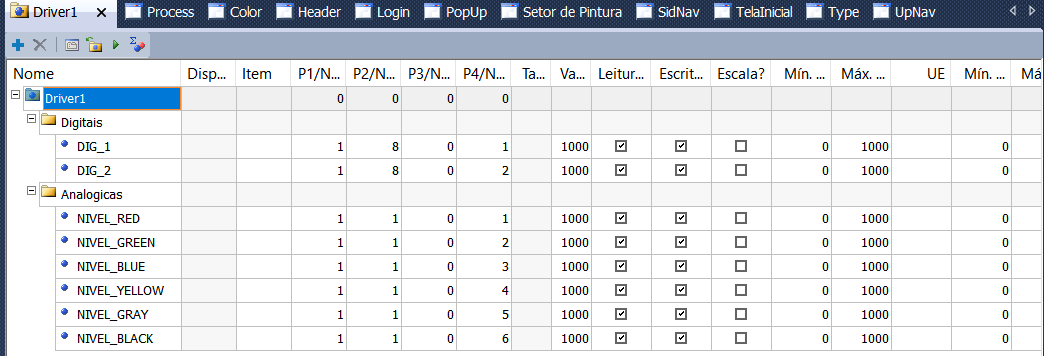 Driver1 Process Color Header Login PopUp Setor de Pintura SidNav TelaInicial Type UpNav
Nome Disp... Item P1/N... P2/N... P3/N... P4/N... Ta... Va... Leitur... Escrit... Escala? Mín. ... Máx. ... UE Mín. ... Má
Driver1 0 0 0 0
Digitais
DIG_1 1 8 0 1 1000 0 1000 0
DIG_2 1 8 0 2 1000 0 1000 0
Analogicas
NIVEL_RED 1 1 0 1 1000 0 1000 0
NIVEL_GREEN 1 1 0 2 1000 0 1000 0
NIVEL_BLUE 1 1 0 3 1000 0 1000 0
NIVEL_YELLOW 1 1 0 4 1000 0 1000 0
NIVEL_GRAY 1 1 0 5 1000 0 1000 0
NIVEL_BLACK 1 1 0 6 1000 0 1000 0